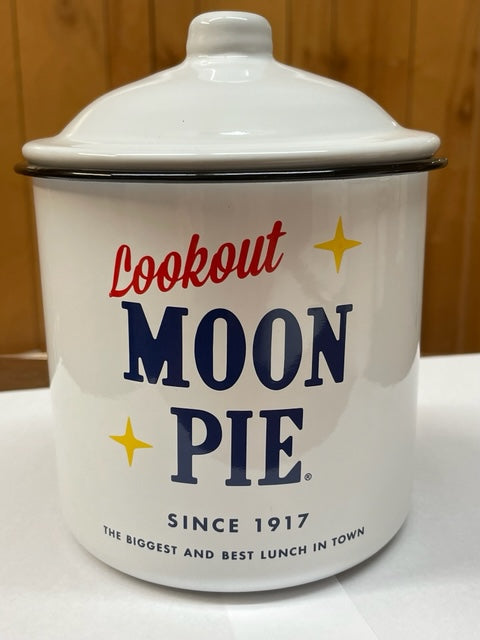 Lookout
MOON
PIE®
SINCE 1917
THE BIGGEST AND BEST LUNCH IN TOWN